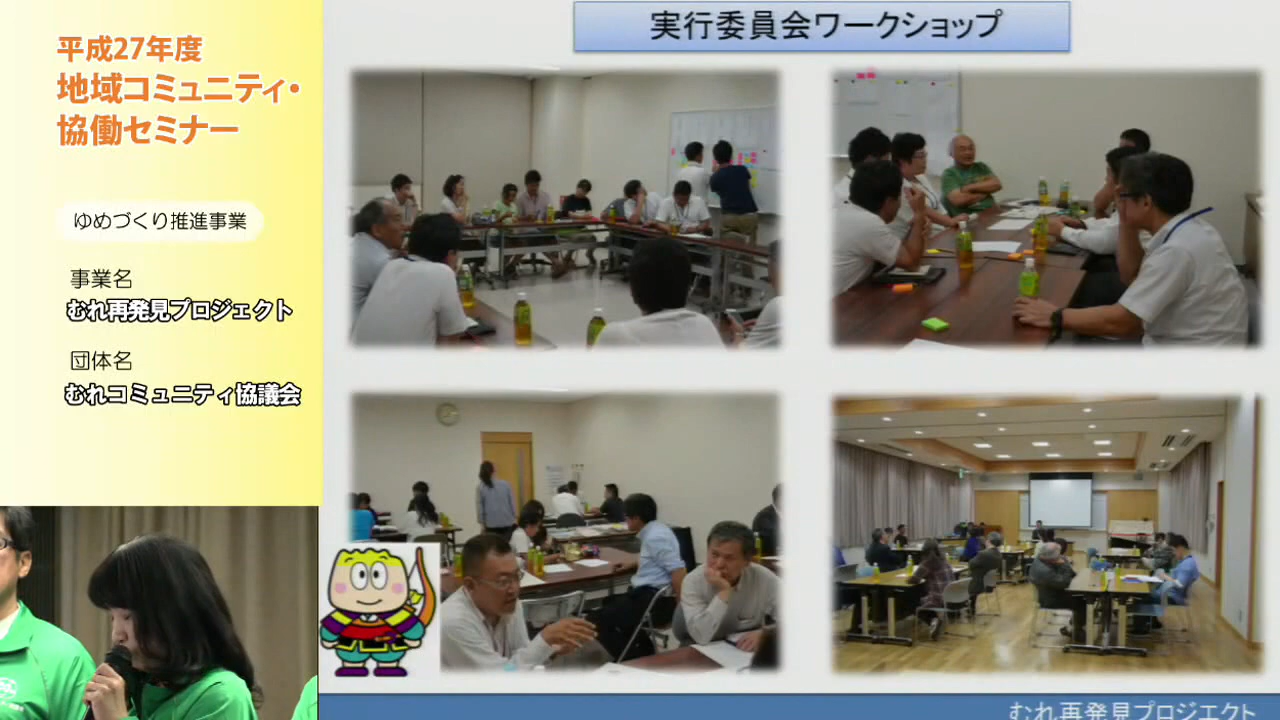 平成27年度
地域コミュニティ・
協働セミナー
ゆめづくり推進事業
事業名
むれ再発見プロジェクト
団体名
むれコミュニティ協議会
実行委員会ワークショップ
むれ再発見プロジェクト